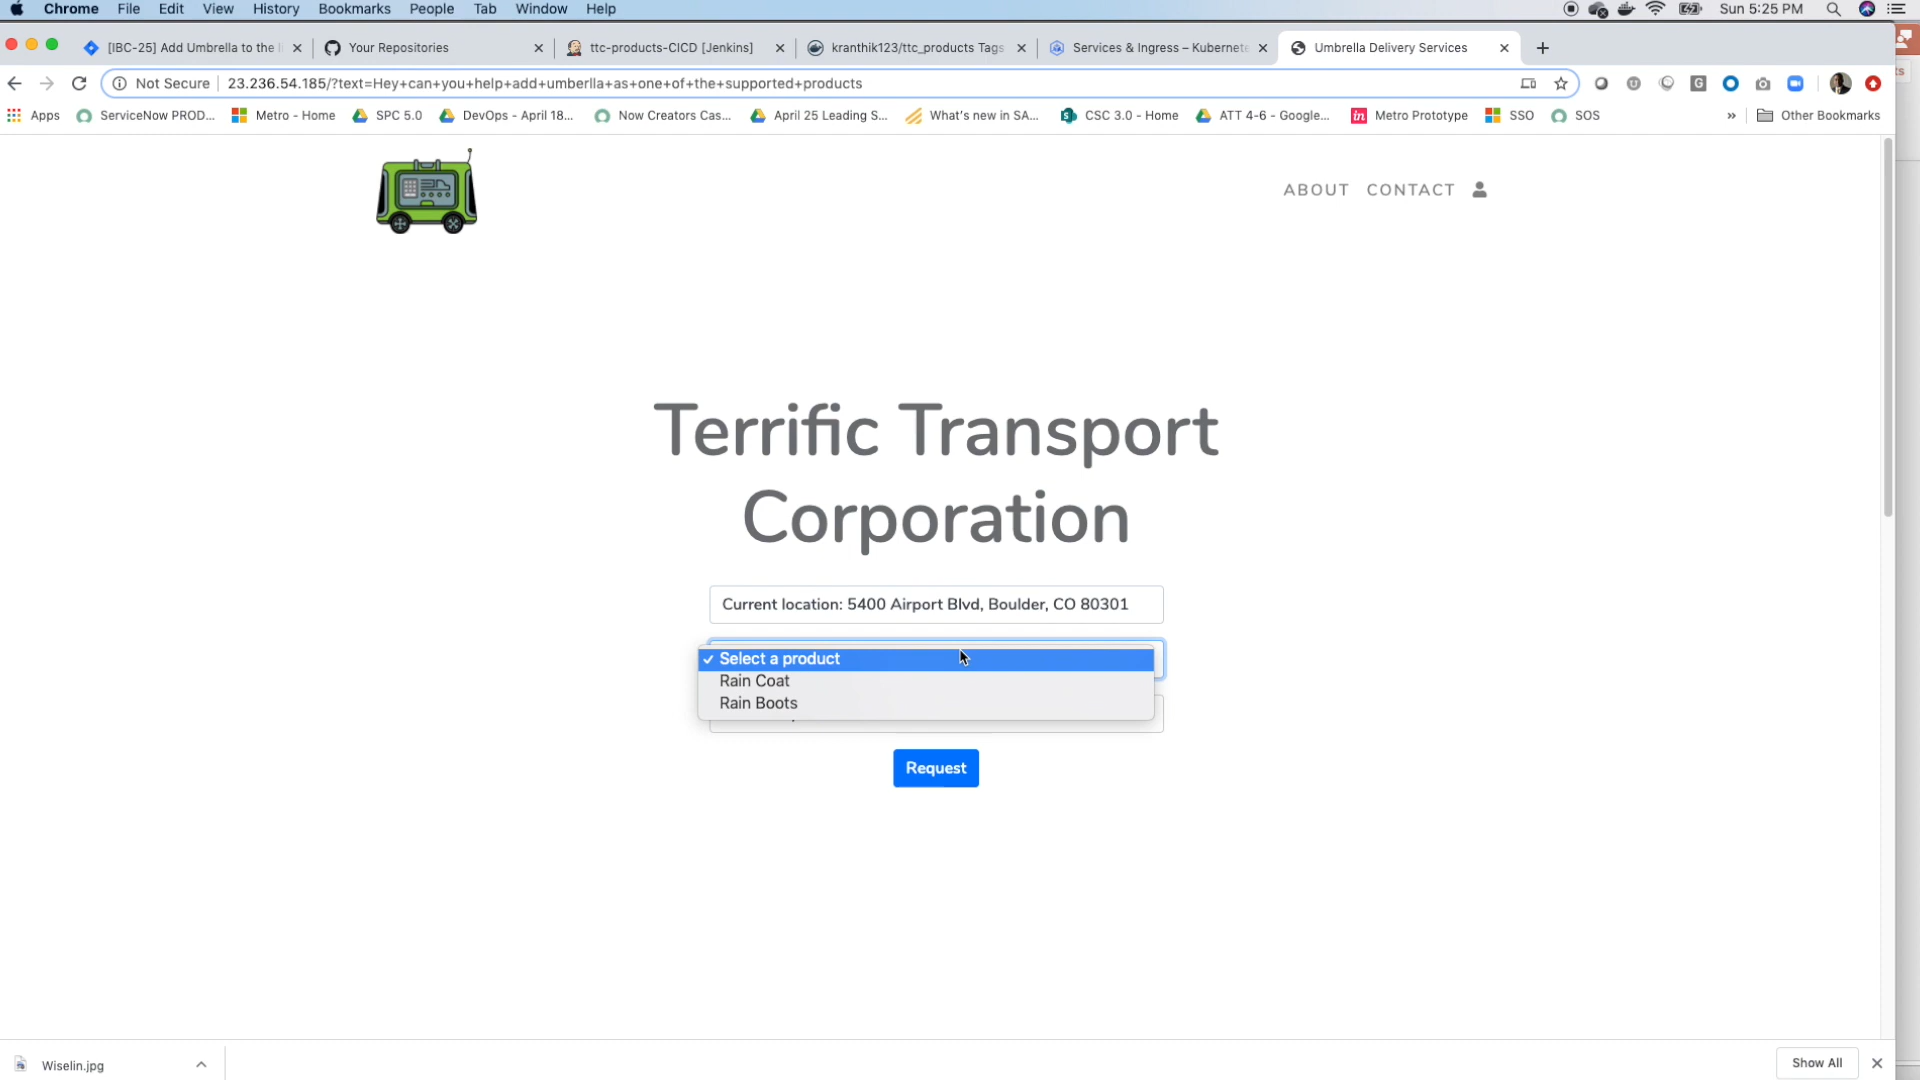 Chrome File Edit View History Bookmarks People Tab Window Help Sun 5:25 PM
[IBC-25] Add Umbrella to the Your Repositories ttc-products-CICD [Jenkins] kranthik123/ttc_products Tags Services & Ingress – Kubernete Umbrella Delivery Services
Not Secure 23.236.54.185/?text=Hey+can+you+help+add+umberlla+as+one+of+the+supported+products
Apps ServiceNow PROD... Metro - Home SPC 5.0 DevOps - April 18... Now Creators Cas... April 25 Leading S... What's new in SA... CSC 3.0 - Home ATT 4-6 - Google... Metro Prototype SSO SOS » Other Bookmarks
ABOUT CONTACT
Terrific Transport
Corporation
Current location: 5400 Airport Blvd, Boulder, CO 80301
✓ Select a product
Rain Coat
Rain Boots
Request
Wiselin.jpg Show All